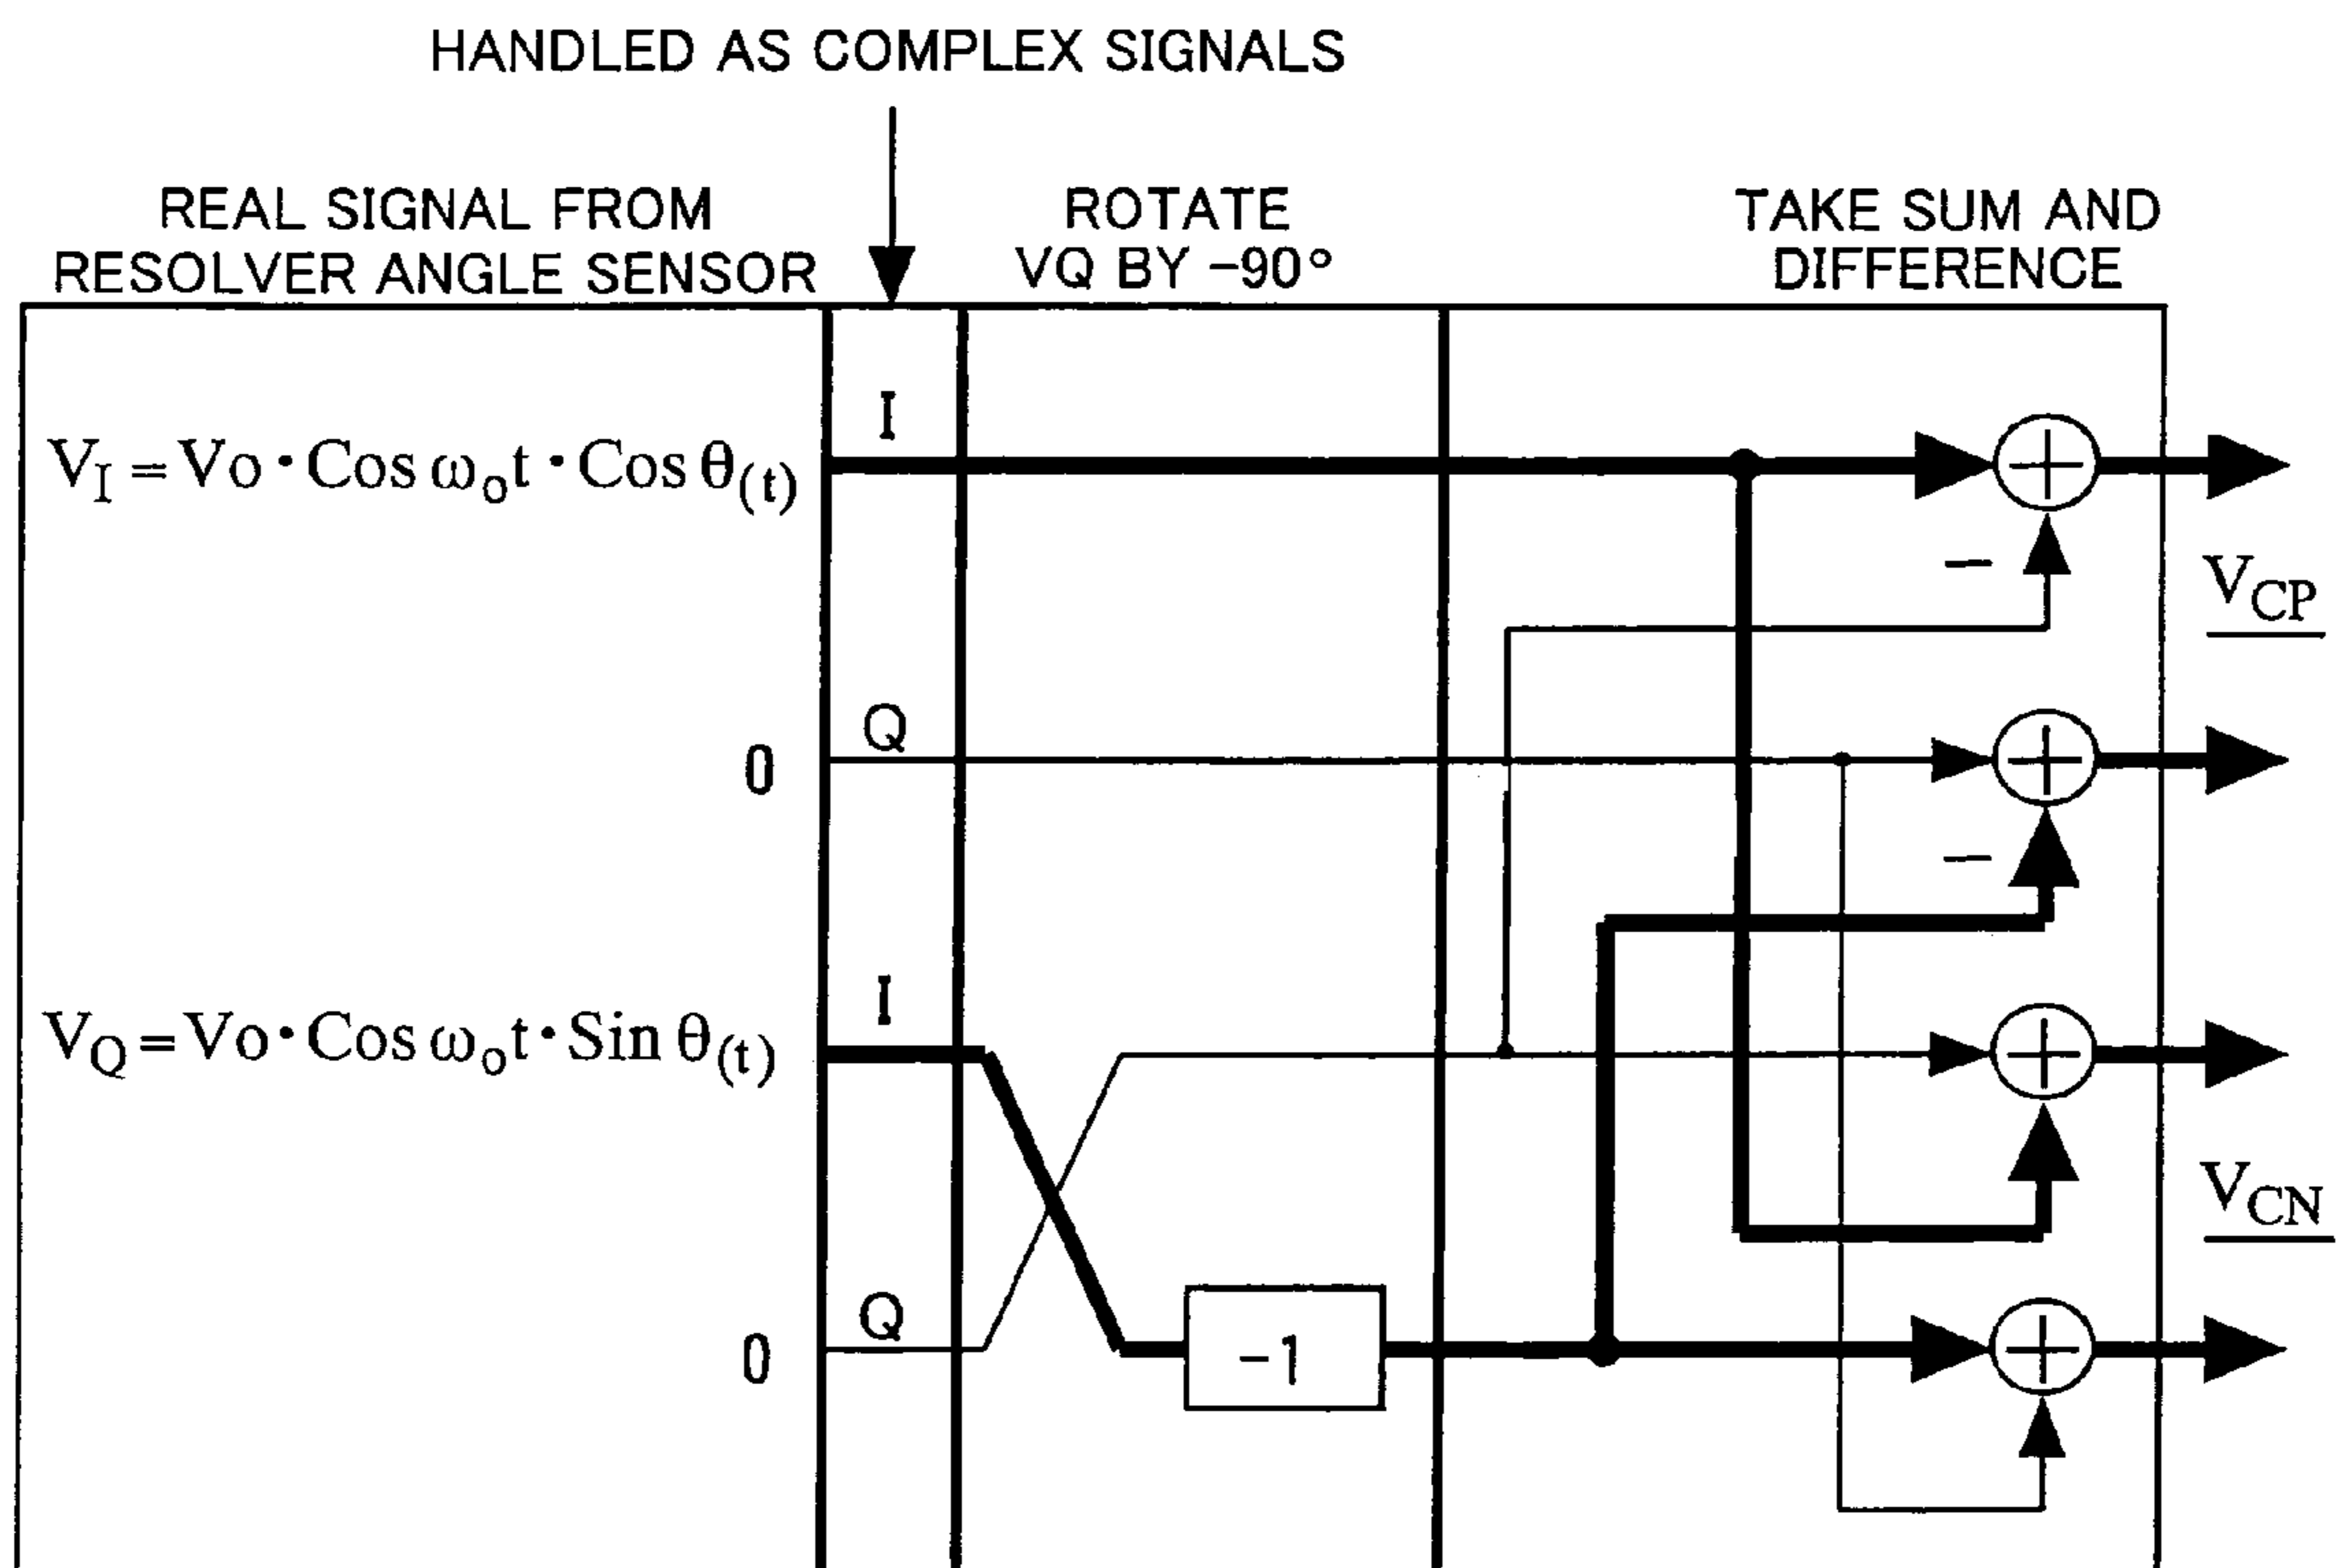 HANDLED AS COMPLEX SIGNALS
REAL SIGNAL FROM
RESOLVER ANGLE SENSOR
ROTATE
VQ BY -90°
TAKE SUM AND
DIFFERENCE
I
V_I = Vo・Cos ω_o t・Cos θ_(t)
−
V_CP
Q
0
−
I
V_Q = Vo・Cos ω_o t・Sin θ_(t)
V_CN
Q
0
-1